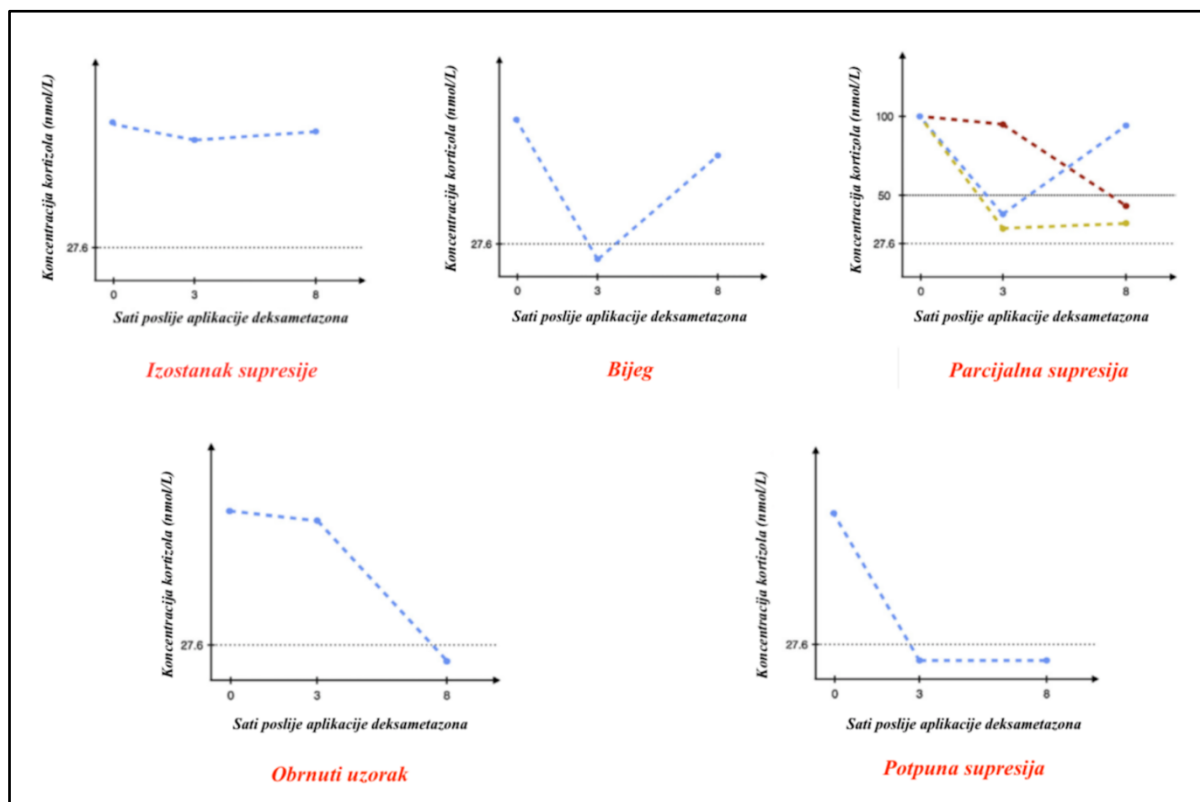 Koncentracija kortizola (nmol/L)
27.6
0 3 8
Sati poslije aplikacije deksametazona
Izostanak supresije
Koncentracija kortizola (nmol/L)
27.6
0 3 8
Sati poslije aplikacije deksametazona
Bijeg
Koncentracija kortizola (nmol/L)
100
50
27.6
0 3 8
Sati poslije aplikacije deksametazona
Parcijalna supresija
Koncentracija kortizola (nmol/L)
27.6
0 3 8
Sati poslije aplikacije deksametazona
Obrnuti uzorak
Koncentracija kortizola (nmol/L)
27.6
0 3 8
Sati poslije aplikacije deksametazona
Potpuna supresija